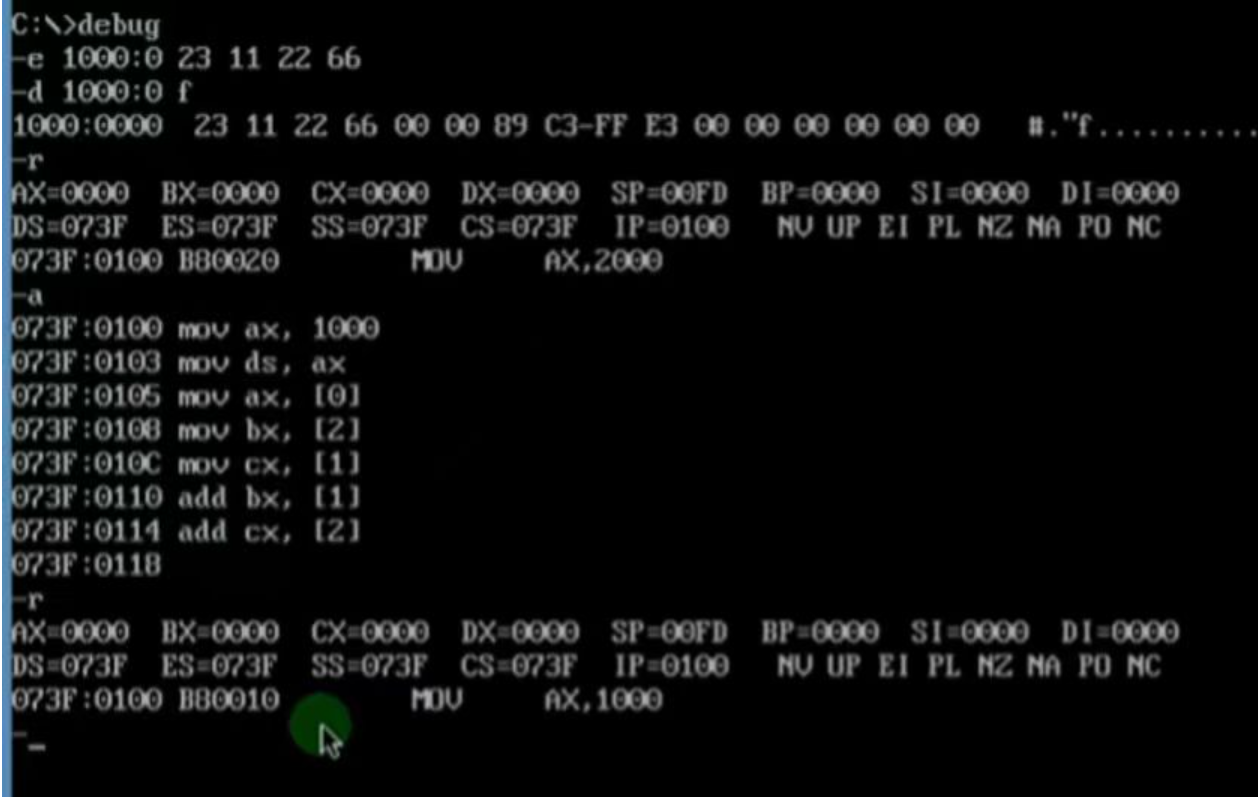 C:\>debug
-e 1000:0 23 11 22 66
-d 1000:0 f
1000:0000  23 11 22 66 00 00 89 C3-FF E3 00 00 00 00 00 00   #."f..........
-r
AX=0000  BX=0000  CX=0000  DX=0000  SP=00FD  BP=0000  SI=0000  DI=0000
DS=073F  ES=073F  SS=073F  CS=073F  IP=0100   NV UP EI PL NZ NA PO NC
073F:0100 B80020        MOV     AX,2000
-a
073F:0100 mov ax, 1000
073F:0103 mov ds, ax
073F:0105 mov ax, [0]
073F:0108 mov bx, [2]
073F:010C mov cx, [1]
073F:0110 add bx, [1]
073F:0114 add cx, [2]
073F:0118
-r
AX=0000  BX=0000  CX=0000  DX=0000  SP=00FD  BP=0000  SI=0000  DI=0000
DS=073F  ES=073F  SS=073F  CS=073F  IP=0100   NV UP EI PL NZ NA PO NC
073F:0100 B80010        MOV     AX,1000
-_